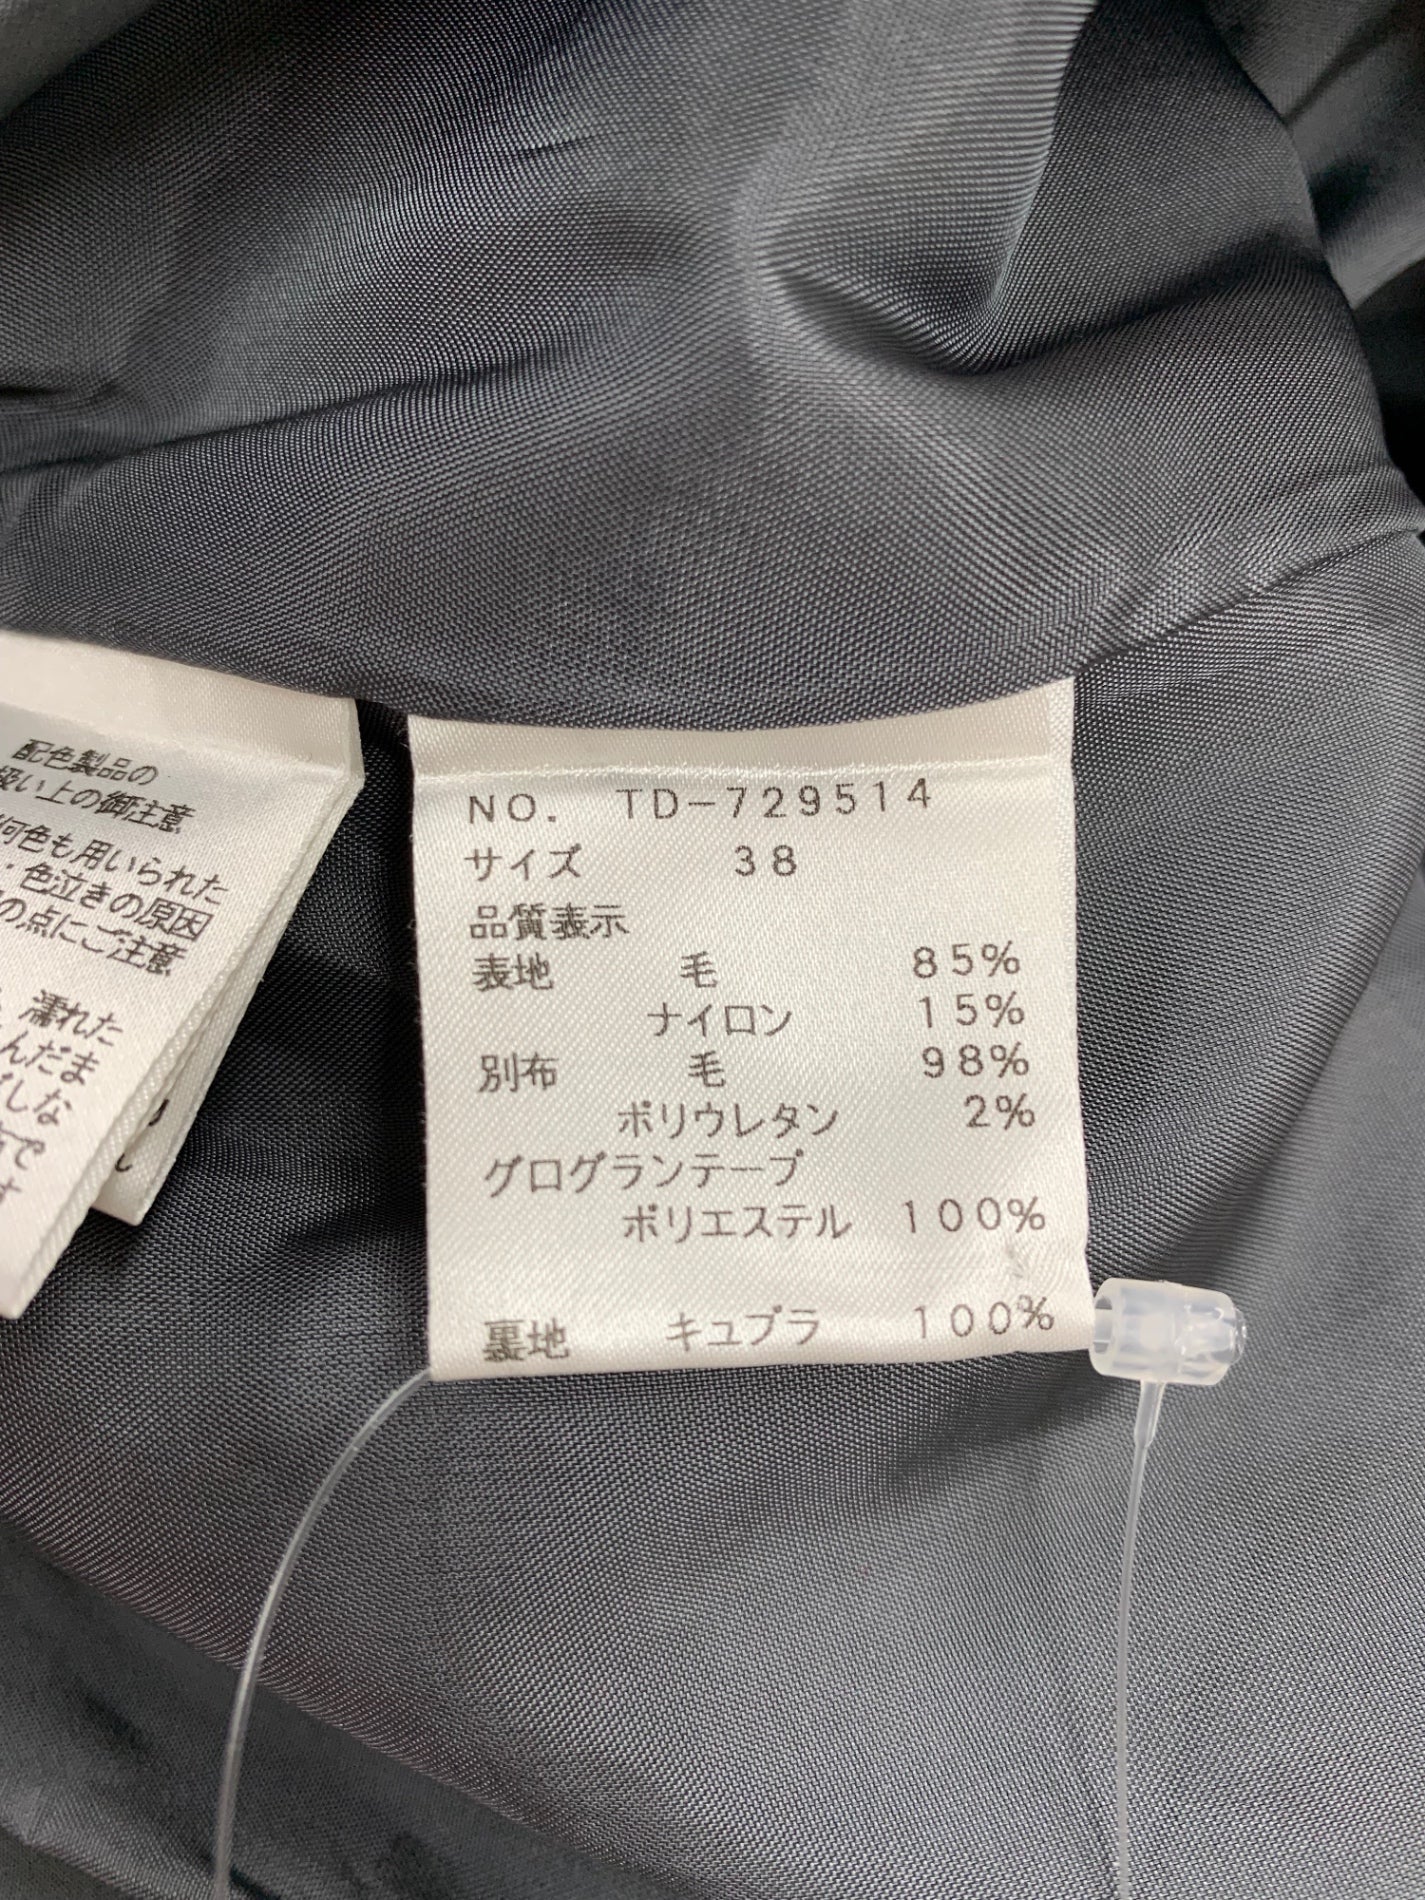 配色製品の
扱い上の御注意
何色も用いられた
色泣きの原因
の点にご注意
濡れた
んだま
しな
で
す
NO. TD-729514
サイズ 38
品質表示
表地 毛 85%
ナイロン 15%
別布 毛 98%
ポリウレタン 2%
グログランテープ
ポリエステル 100%
裏地 キュプラ 100%